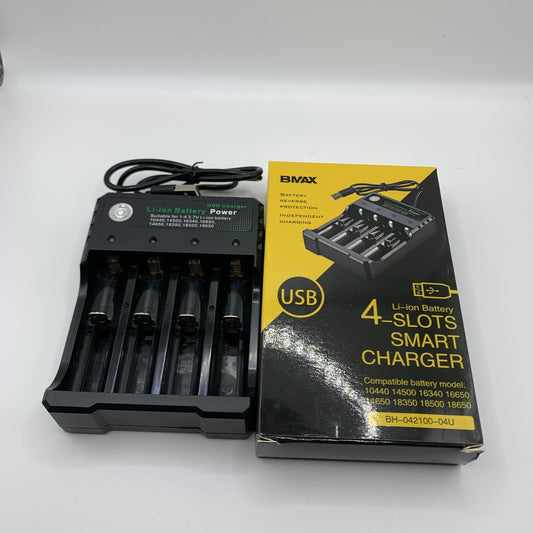 USB Charger
Li-ion Battery Power
Suitable for 1-4 3.7V Li-ion battery
10440,14500,16340,16650,
14650,18350,18500,18650
BMAX
BATTERY
REVERSE
PROTECTION
INDEPENDENT
CHARGING
USB
Li-ion Battery
4-SLOTS
SMART
CHARGER
Compatible battery model:
10440 14500 16340 16650
14650 18350 18500 18650
BH-042100-04U